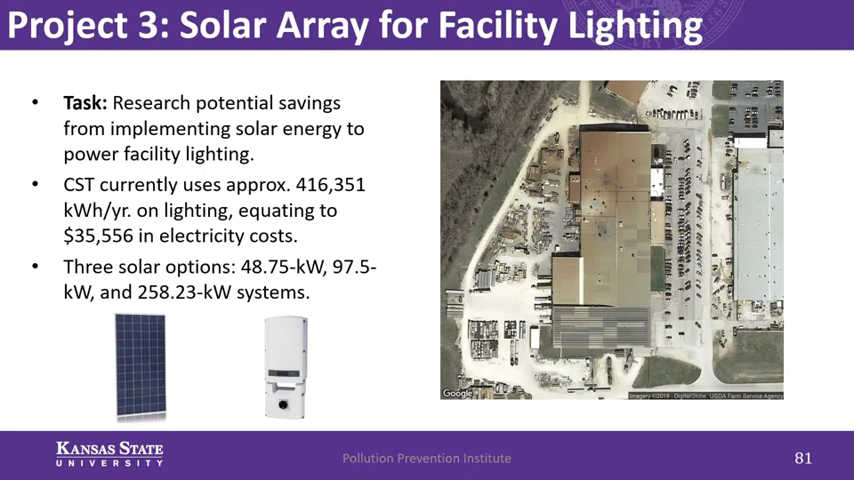 Project 3: Solar Array for Facility Lighting
• Task: Research potential savings
from implementing solar energy to
power facility lighting.
• CST currently uses approx. 416,351
kWh/yr. on lighting, equating to
$35,556 in electricity costs.
• Three solar options: 48.75-kW, 97.5-
kW, and 258.23-kW systems.
Google
Imagery ©2019 , DigitalGlobe, USDA Farm Service Agency
KANSAS STATE
UNIVERSITY
Pollution Prevention Institute
81